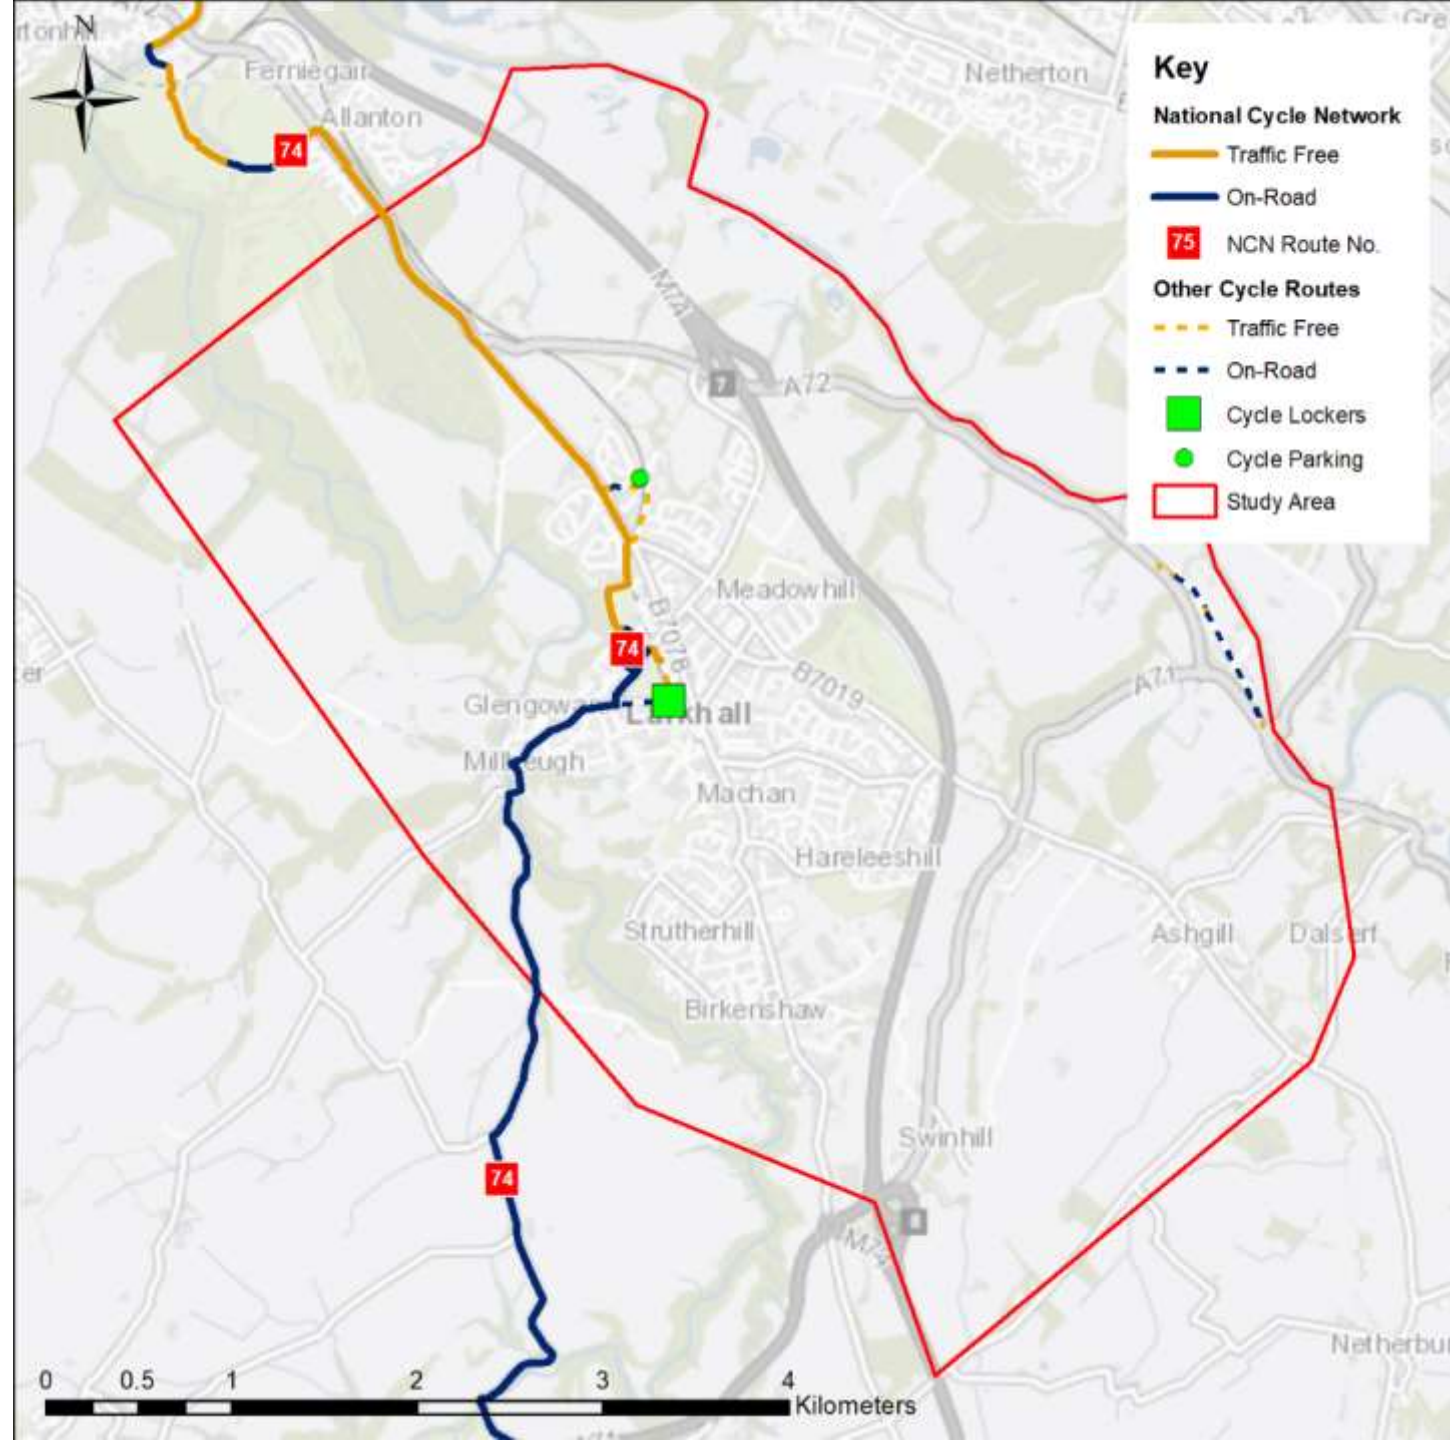 N
Ferniegair
Allanton
Netherton
74
M74
7
A72
Meadowhill
B7078
74
B7019
A71
Larkhall
Machan
Hareleeshill
Strutherhill
Ashgill
Birkenshaw
Swinhill
74
8
M74
0 0.5 1 2 3 4
Kilometers
Key
National Cycle Network
Traffic Free
On-Road
75 NCN Route No.
Other Cycle Routes
Traffic Free
On-Road
Cycle Lockers
Cycle Parking
Study Area